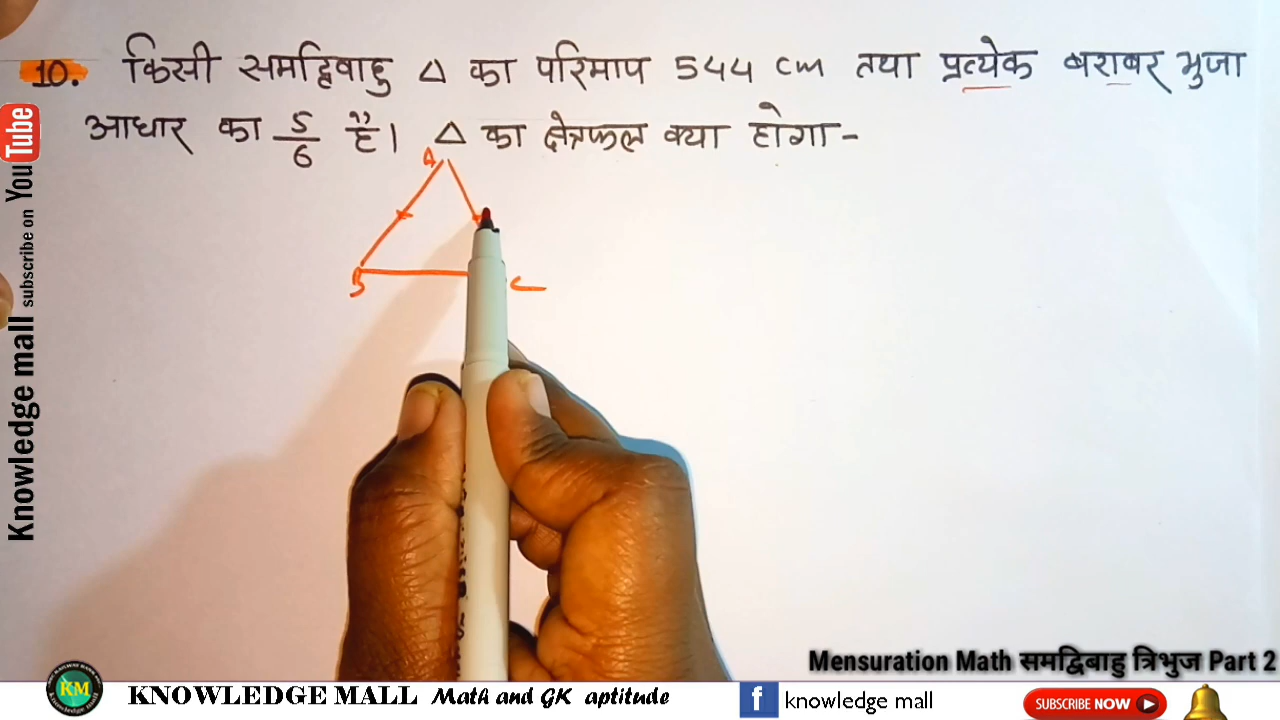 10. किसी समद्विबाहु Δ का परिमाप 544 cm तथा प्रत्येक बराबर भुजा
आधार का 5/6 है। Δ का क्षेत्रफल क्या होगा-
A
B C
Knowledge mall subscribe on YouTube
Mensuration Math समद्विबाहु त्रिभुज Part 2
KM
KNOWLEDGE MALL Math and GK aptitude
f knowledge mall
SUBSCRIBE NOW